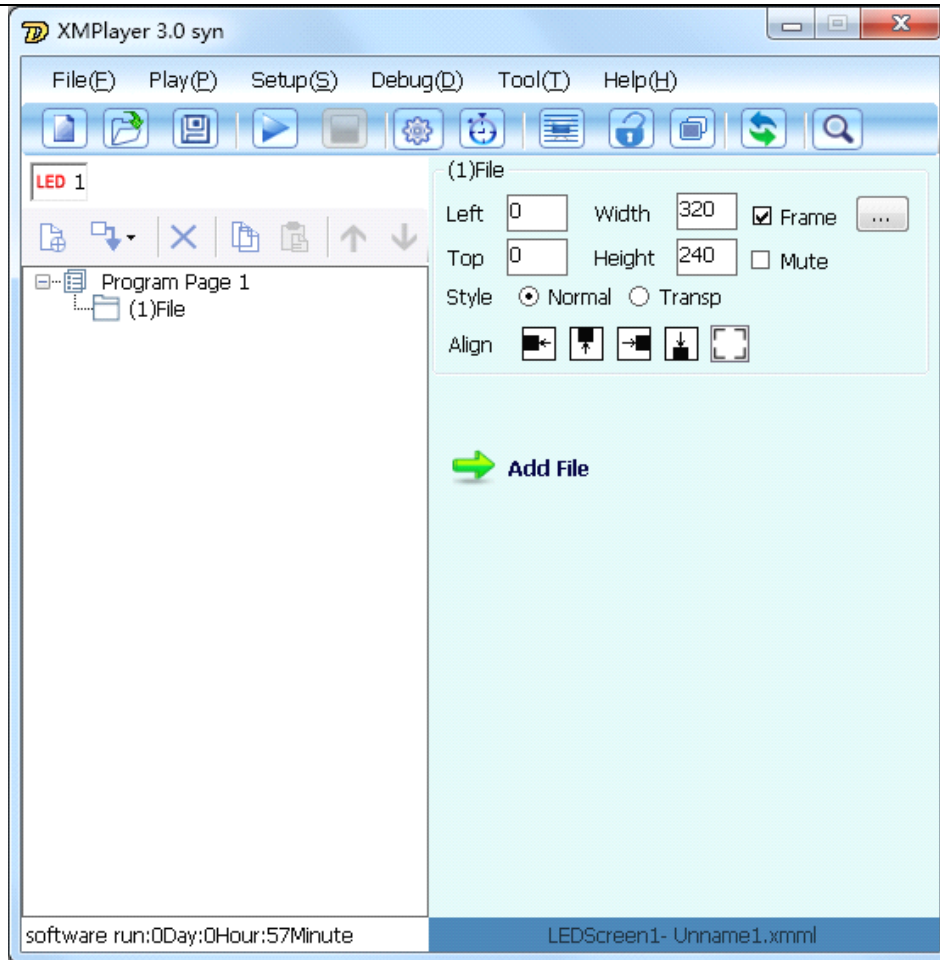 XMPlayer 3.0 syn
File(F) Play(P) Setup(S) Debug(D) Tool(T) Help(H)
LED 1
Program Page 1
(1)File
(1)File
Left 0 Width 320 Frame ...
Top 0 Height 240 Mute
Style Normal Transp
Align
Add File
software run:0Day:0Hour:57Minute
LEDScreen1- Unname1.xmml